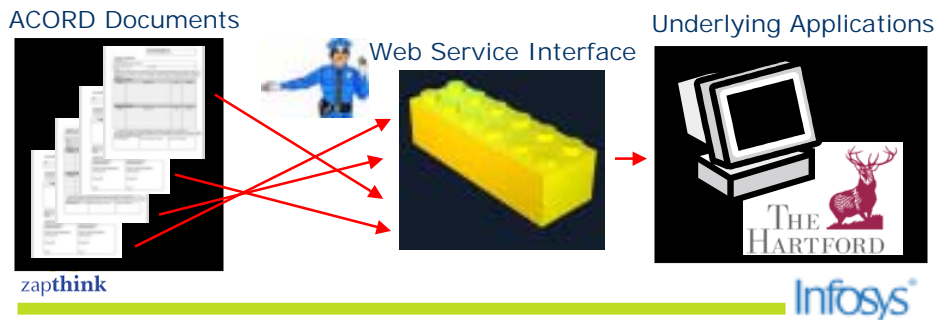 ACORD Documents
Web Service Interface
Underlying Applications
THE
HARTFORD
zapthink
Infosys®